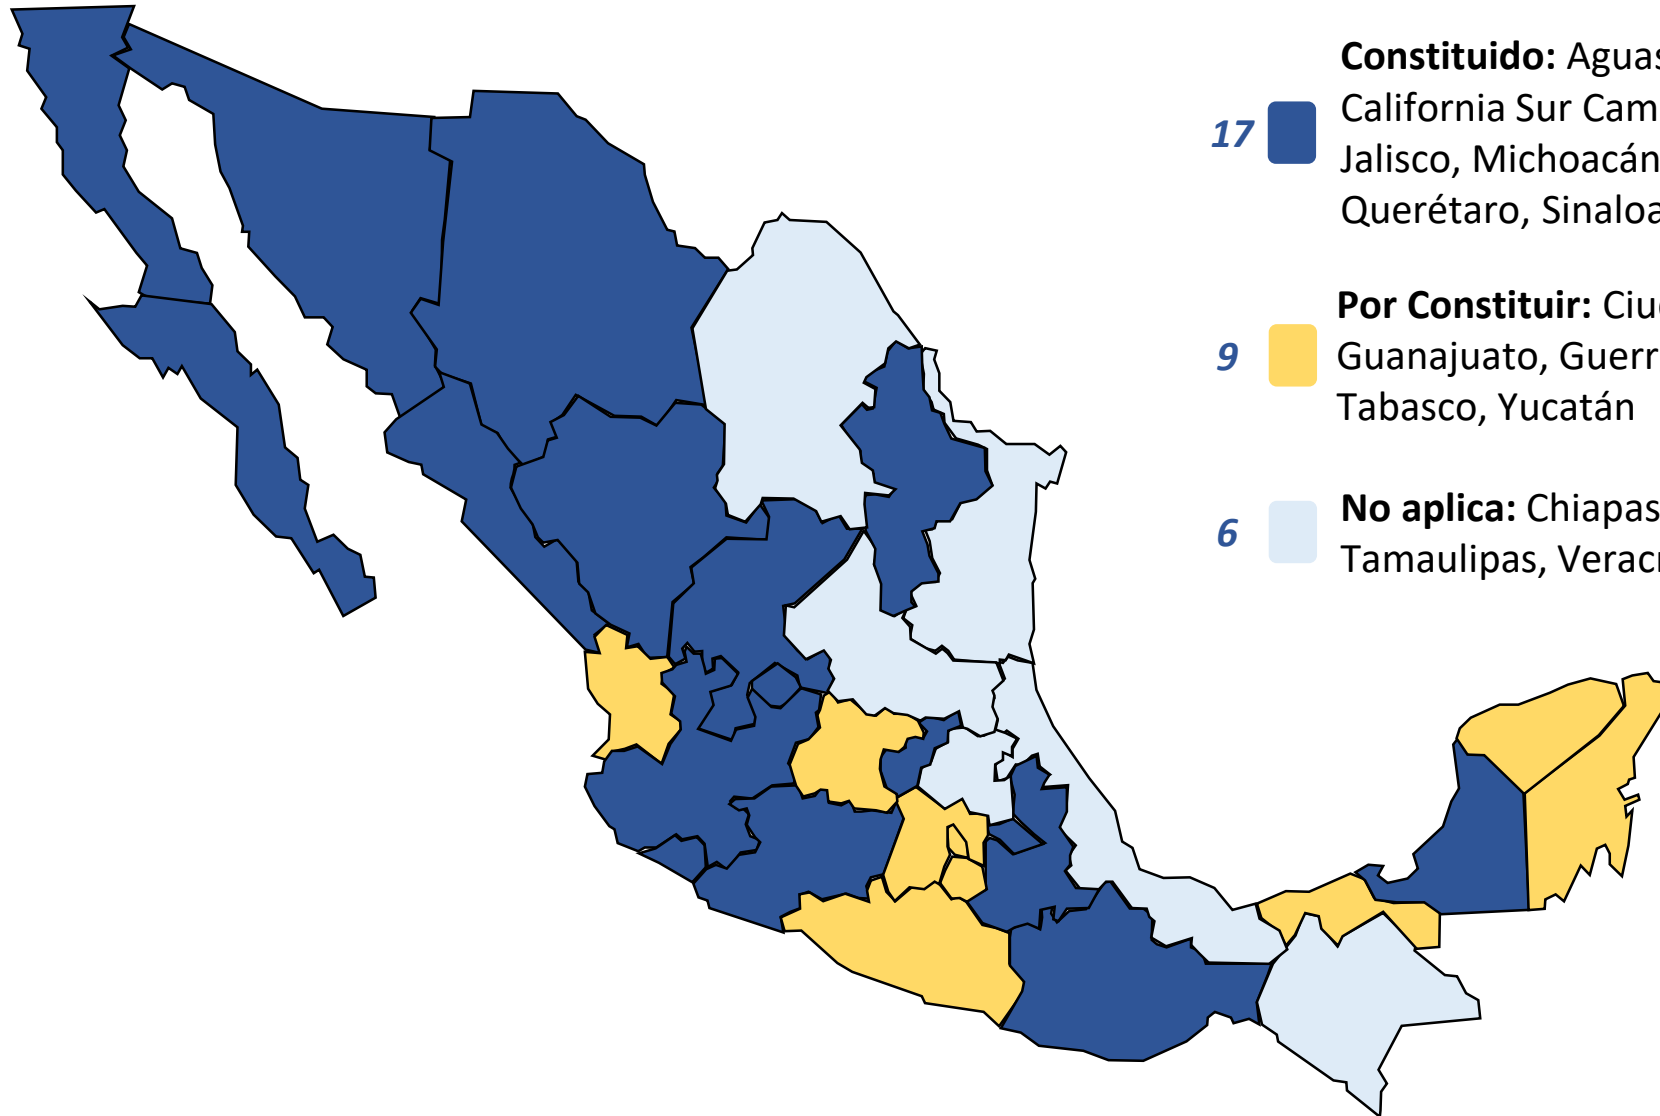 Constituido: Aguas
17
California Sur Cam
Jalisco, Michoacán
Querétaro, Sinaloa
Por Constituir: Ciu
9
Guanajuato, Guerr
Tabasco, Yucatán
No aplica: Chiapas
6
Tamaulipas, Verac